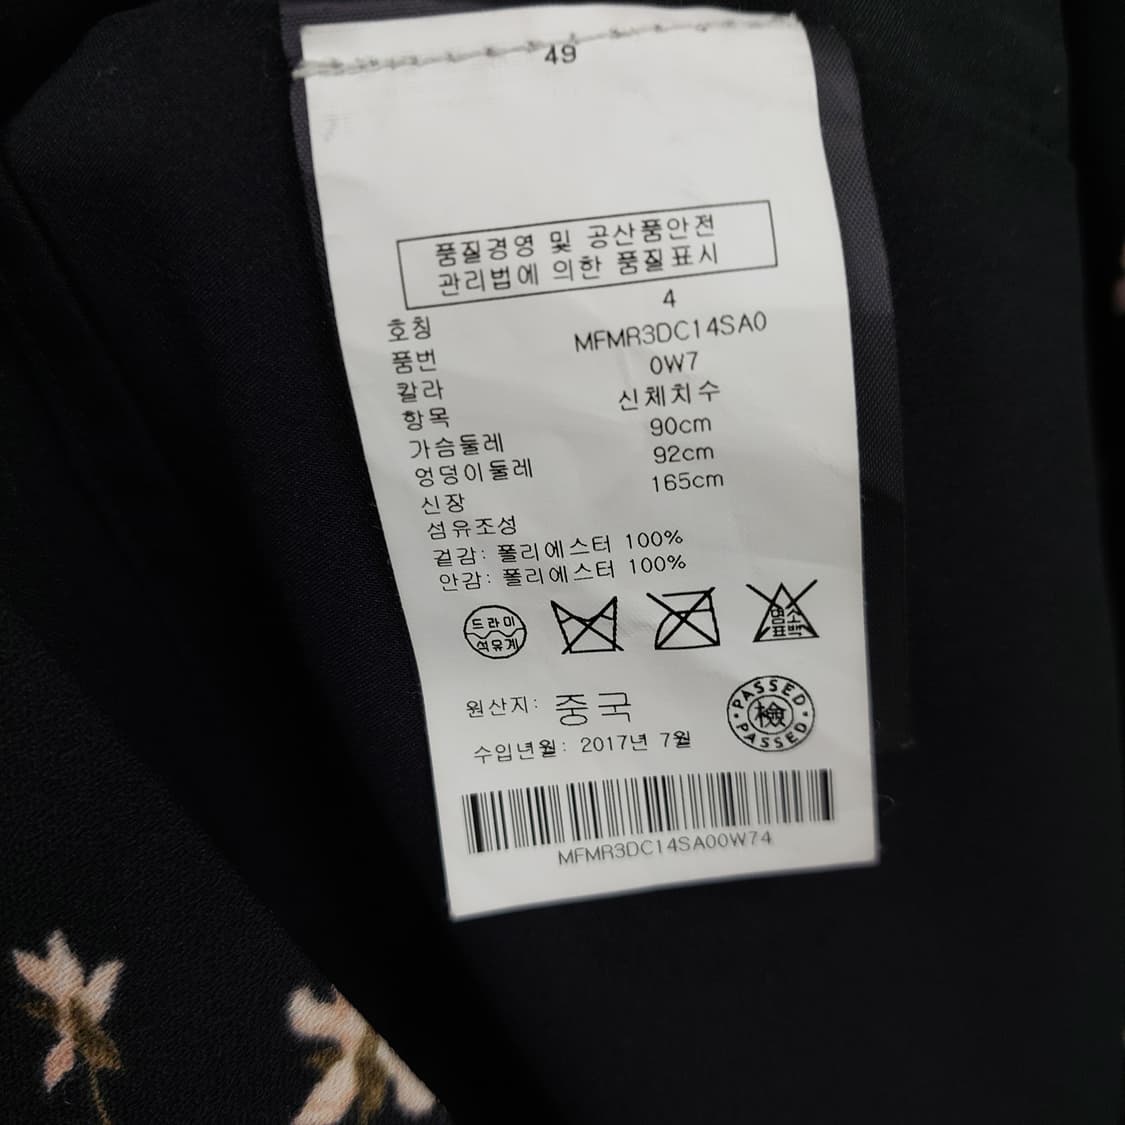 49
품질경영 및 공산품안전
관리법에 의한 품질표시
호칭 4
품번 MFMR3DC14SA0
칼라 0W7
항목 신체치수
가슴둘레 90cm
엉덩이둘레 92cm
신장 165cm
섬유조성
겉감: 폴리에스터 100%
안감: 폴리에스터 100%
드라이
석유계
염소
표백
원산지: 중국
PASSED
檢
PASSED
수입년월: 2017년 7월
MFMR3DC14SA00W74